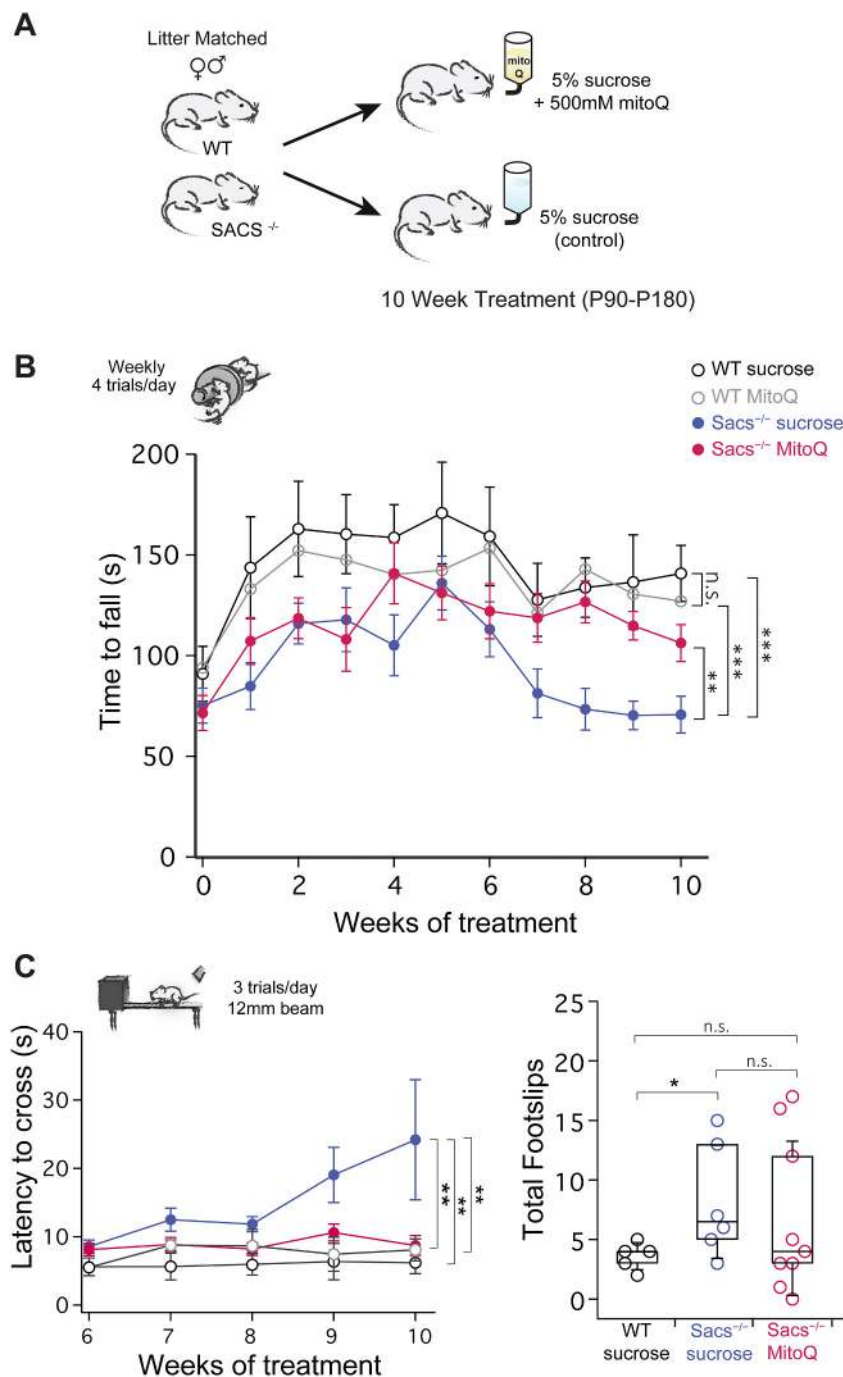 A
Litter Matched
♀♂
WT
SACS -/-
mito
Q
5% sucrose
+ 500mM mitoQ
5% sucrose
(control)
10 Week Treatment (P90-P180)
B
Weekly
4 trials/day
WT sucrose
WT MitoQ
Sacs−/− sucrose
Sacs−/− MitoQ
Time to fall (s)
200
150
100
50
0
n.s.
**
***
***
0 2 4 6 8 10
Weeks of treatment
C
3 trials/day
12mm beam
Latency to cross (s)
40
30
20
10
0
**
**
**
6 7 8 9 10
Weeks of treatment
Total Footslips
25
20
15
10
5
0
n.s.
n.s.
*
WT
sucrose
Sacs−/−
sucrose
Sacs−/−
MitoQ